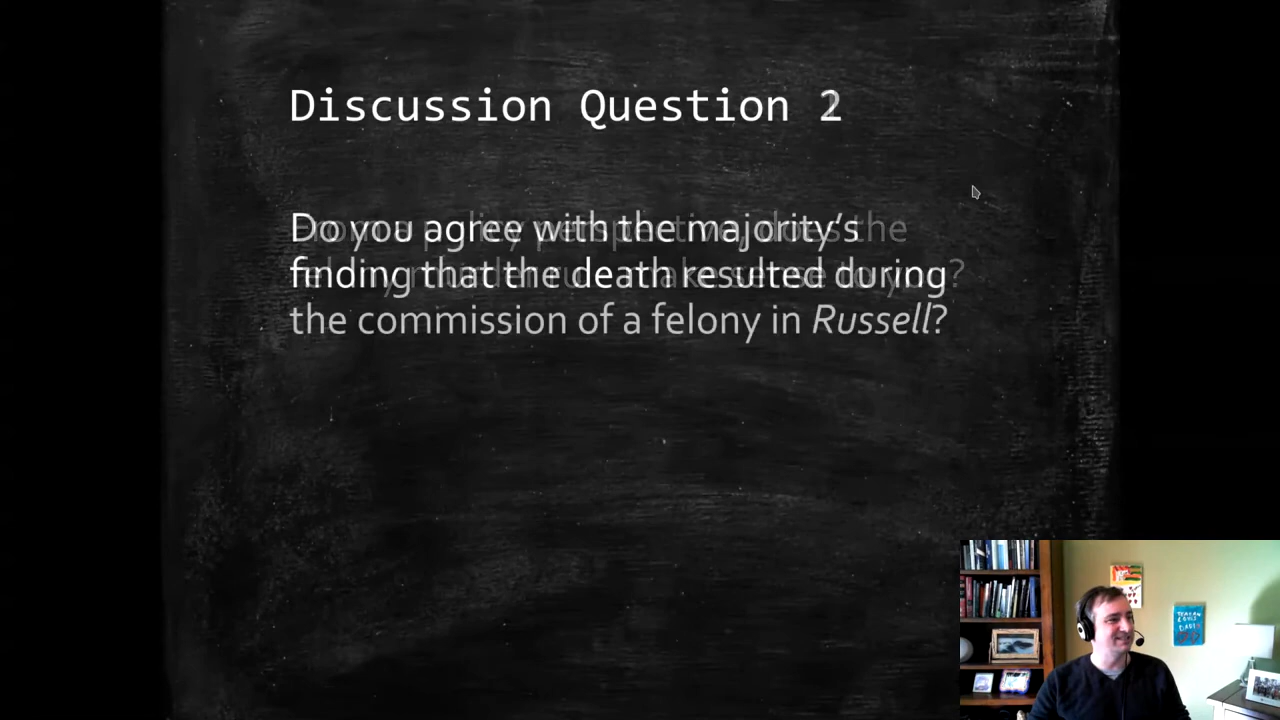 Discussion Question 2
Do you agree with the majority's
finding that the death resulted during
the commission of a felony in Russell?